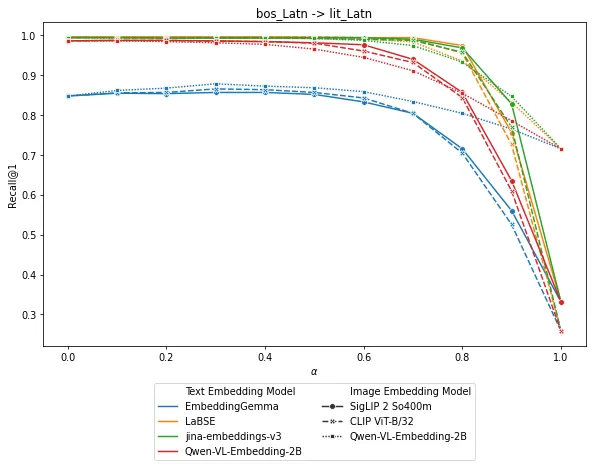 bos_Latn -> lit_Latn
Recall@1
1.0
0.9
0.8
0.7
0.6
0.5
0.4
0.3
0.0 0.2 0.4 0.6 0.8 1.0
α
Text Embedding Model Image Embedding Model
EmbeddingGemma SigLIP 2 So400m
LaBSE CLIP ViT-B/32
jina-embeddings-v3 Qwen-VL-Embedding-2B
Qwen-VL-Embedding-2B